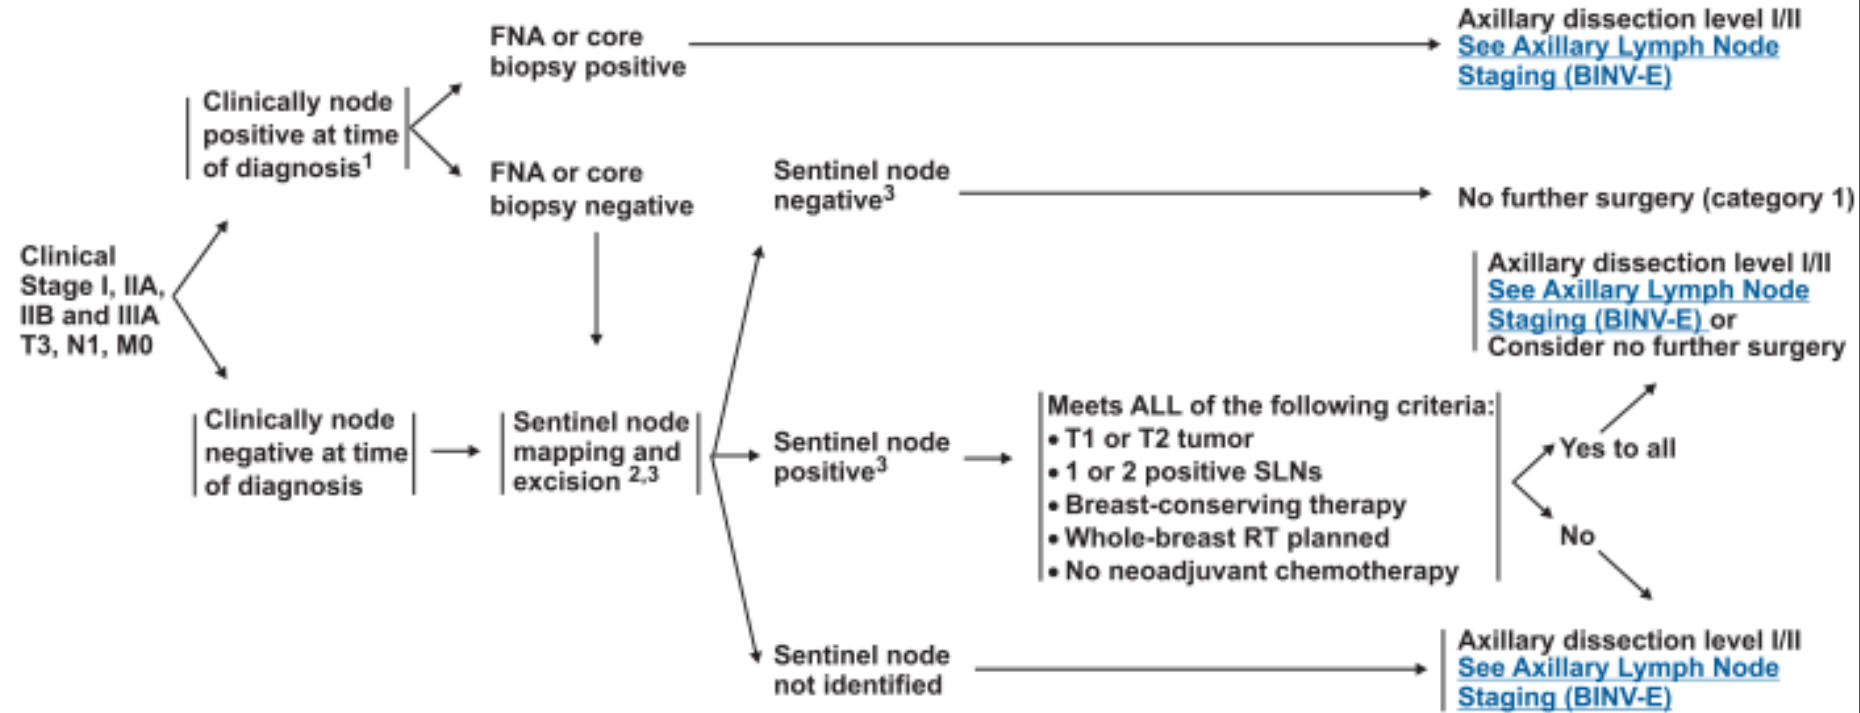 Clinical
Stage I, IIA,
IIB and IIIA
T3, N1, M0
Clinically node
positive at time
of diagnosis1
FNA or core
biopsy positive
Axillary dissection level I/II
See Axillary Lymph Node
Staging (BINV-E)
FNA or core
biopsy negative
Clinically node
negative at time
of diagnosis
Sentinel node
mapping and
excision 2,3
Sentinel node
negative3
No further surgery (category 1)
Sentinel node
positive3
Meets ALL of the following criteria:
• T1 or T2 tumor
• 1 or 2 positive SLNs
• Breast-conserving therapy
• Whole-breast RT planned
• No neoadjuvant chemotherapy
Yes to all
Axillary dissection level I/II
See Axillary Lymph Node
Staging (BINV-E) or
Consider no further surgery
No
Sentinel node
not identified
Axillary dissection level I/II
See Axillary Lymph Node
Staging (BINV-E)